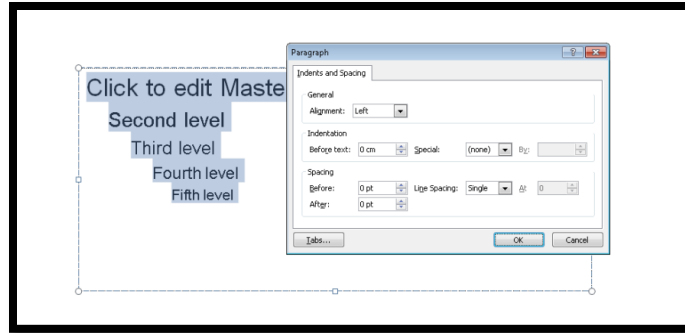 Click to edit Maste
Second level
Third level
Fourth level
Fifth level
Paragraph
Indents and Spacing
General
Alignment: Left
Indentation
Before text: 0 cm Special: (none) By:
Spacing
Before: 0 pt Line Spacing: Single At 0
After: 0 pt
Tabs... OK Cancel